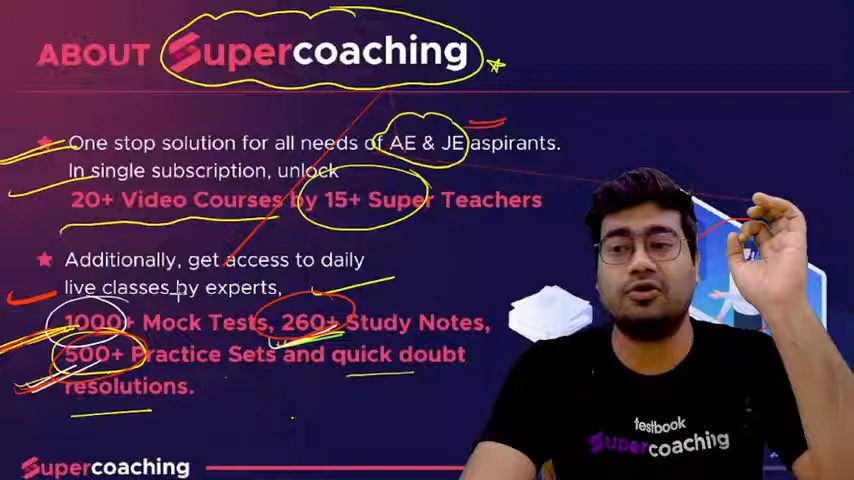 ABOUT Supercoaching
One stop solution for all needs of AE & JE aspirants.
In single subscription, unlock
20+ Video Courses by 15+ Super Teachers
Additionally, get access to daily
live classes by experts,
1000+ Mock Tests, 260+ Study Notes,
500+ Practice Sets and quick doubt
resolutions.
testbook
Supercoaching
Supercoaching